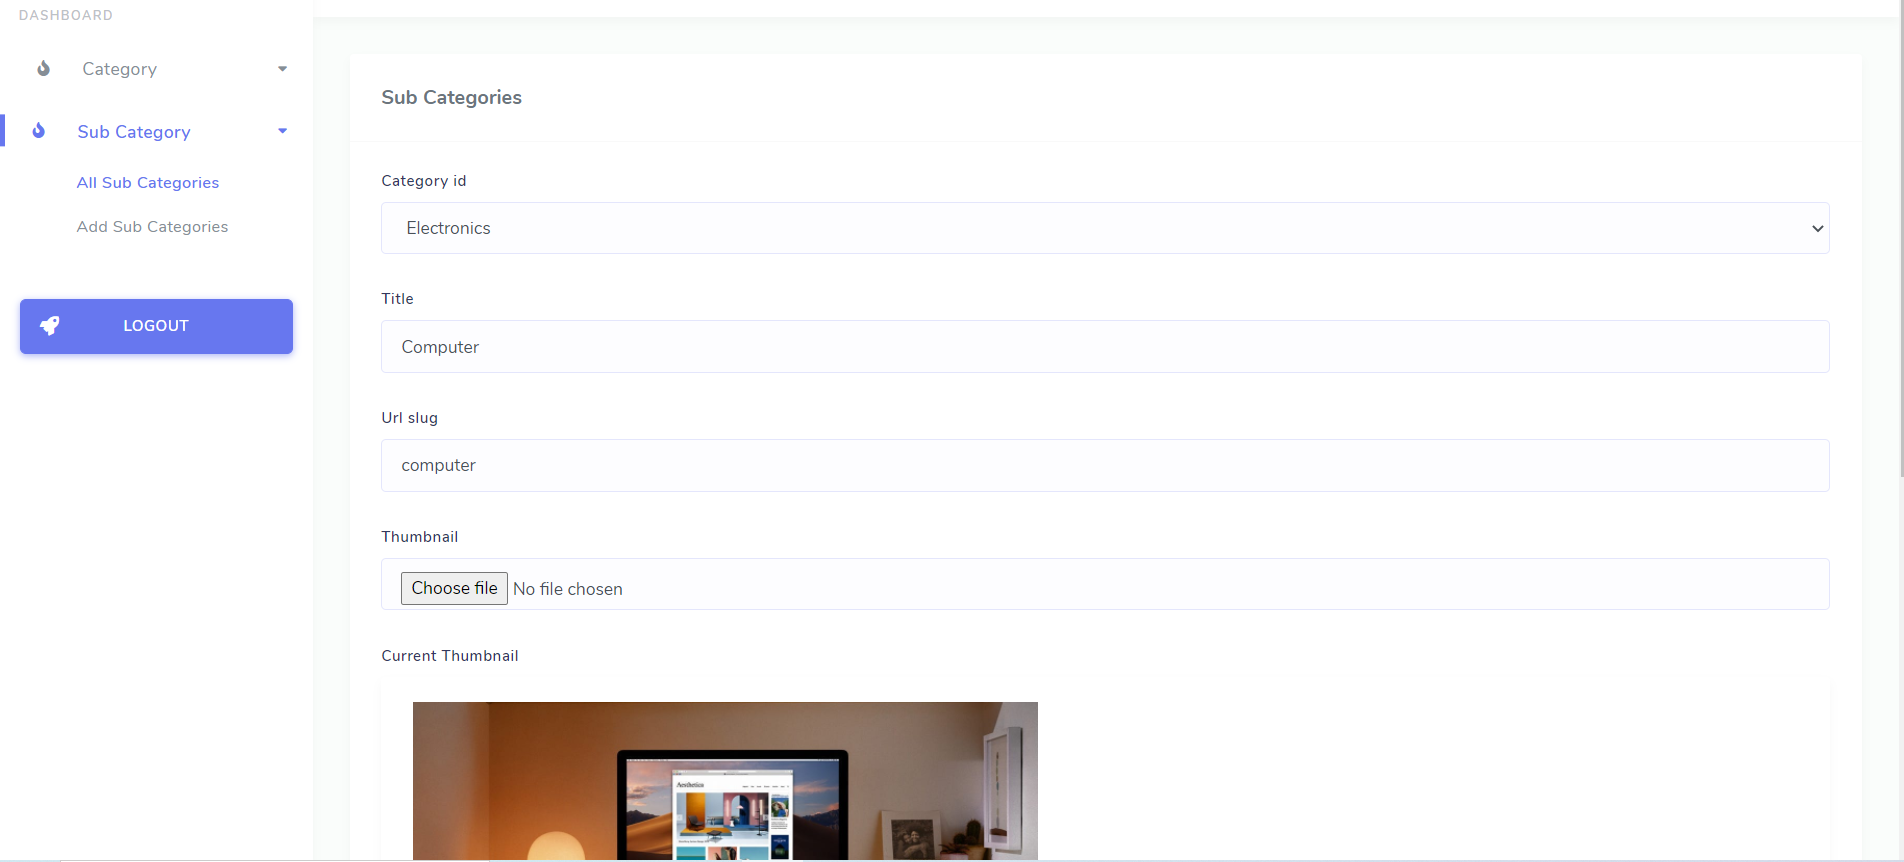 DASHBOARD
Category
Sub Category
All Sub Categories
Add Sub Categories
LOGOUT
Sub Categories
Category id
Electronics
Title
Computer
Url slug
computer
Thumbnail
Choose file No file chosen
Current Thumbnail
Aesthetica